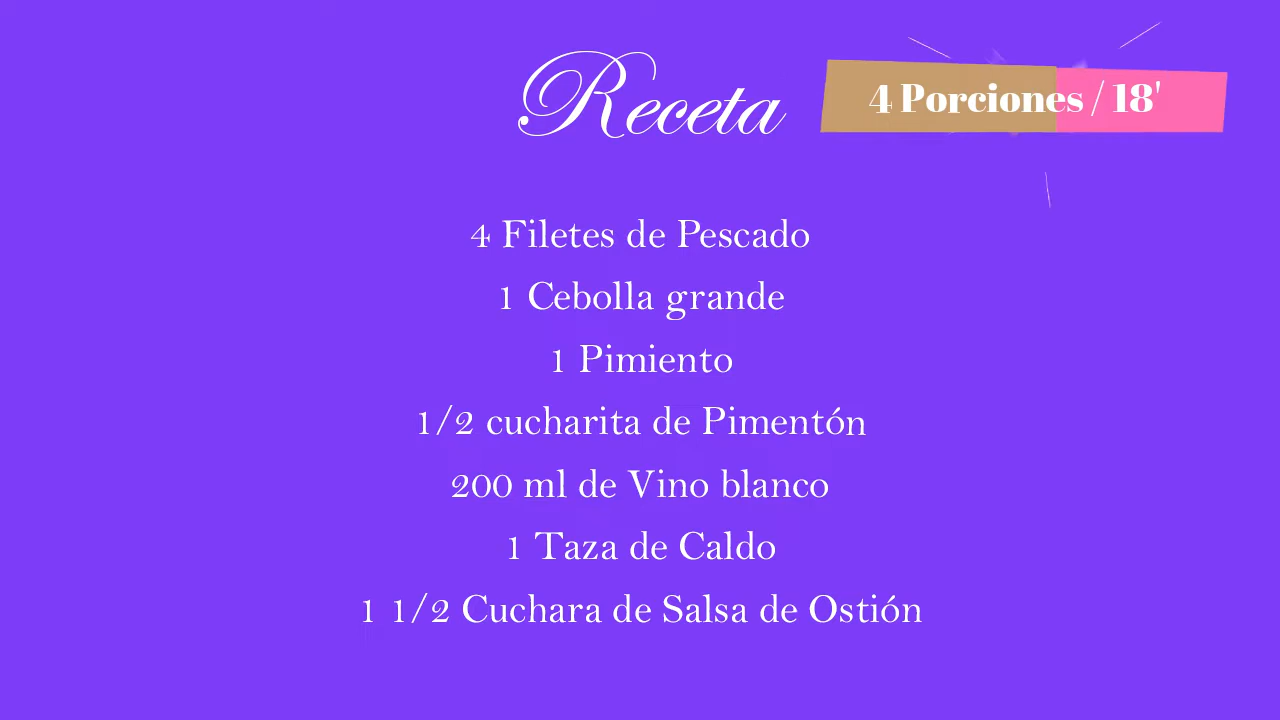 Receta
4 Porciones / 18'
4 Filetes de Pescado
1 Cebolla grande
1 Pimiento
1/2 cucharita de Pimentón
200 ml de Vino blanco
1 Taza de Caldo
1 1/2 Cuchara de Salsa de Ostión